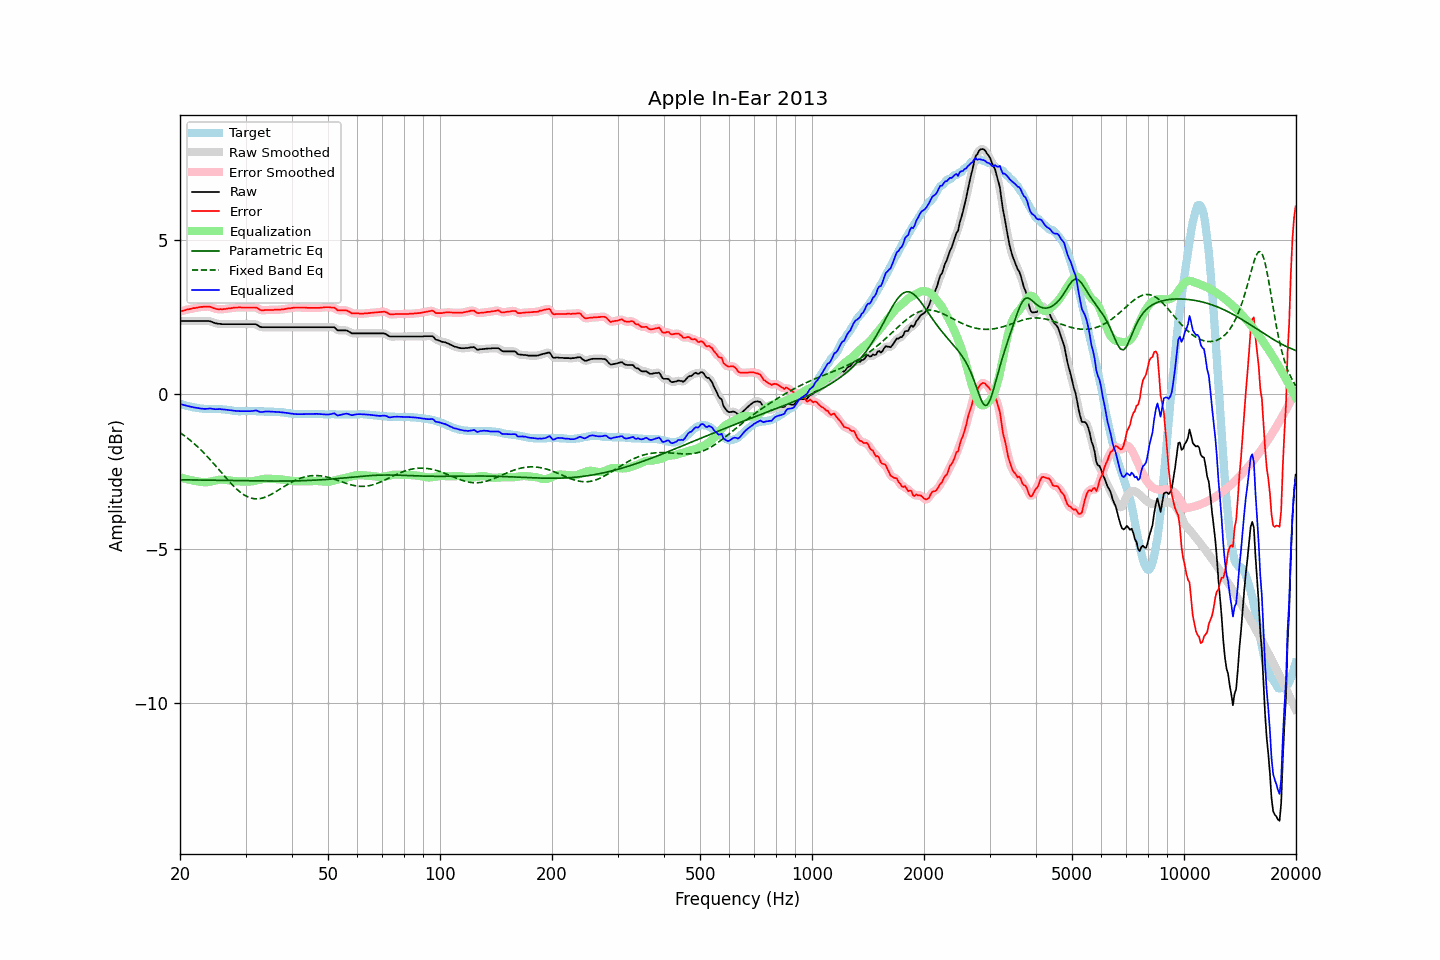 Apple In-Ear 2013
Target
Raw Smoothed
Error Smoothed
Raw
Error
Equalization
Parametric Eq
Fixed Band Eq
Equalized
5
0
−5
−10
Amplitude (dBr)
20 50 100 200 500 1000 2000 5000 10000 20000
Frequency (Hz)